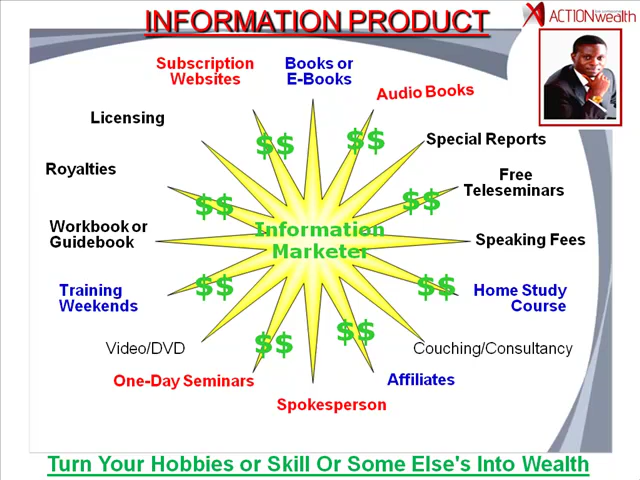 INFORMATION PRODUCT
ACTIONwealth
Subscription
Websites
Books or
E-Books
Audio Books
Licensing
Special Reports
Royalties
Free
Teleseminars
Workbook or
Guidebook
Information
Marketer
Speaking Fees
Training
Weekends
Home Study
Course
Video/DVD
Couching/Consultancy
One-Day Seminars
Affiliates
Spokesperson
$$
$$
$$
$$
$$
$$
$$
$$
Turn Your Hobbies or Skill Or Some Else's Into Wealth